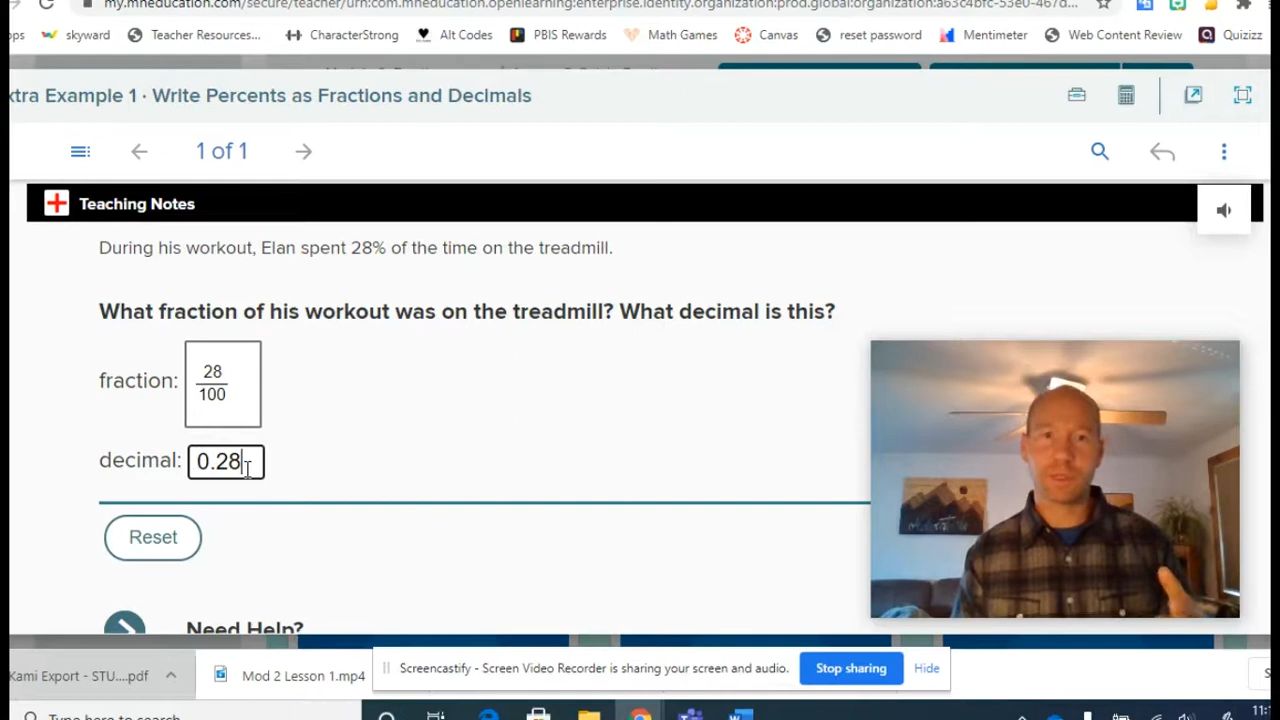 my.mheducation.com/secure/teacher/urn:com.mheducation.openlearning:enterprise.identity.organization:prod.global:organization:a63c4bfc-53e0-467d...
ps skyward Teacher Resources... CharacterStrong Alt Codes PBIS Rewards Math Games Canvas reset password Mentimeter Web Content Review Quizizz
xtra Example 1 · Write Percents as Fractions and Decimals
1 of 1
Teaching Notes
During his workout, Elan spent 28% of the time on the treadmill.
What fraction of his workout was on the treadmill? What decimal is this?
fraction: 28/100
decimal: 0.28
Reset
Need Help?
Kami Export - STU....pdf Mod 2 Lesson 1.mp4 Screencastify - Screen Video Recorder is sharing your screen and audio. Stop sharing Hide
Type here to search